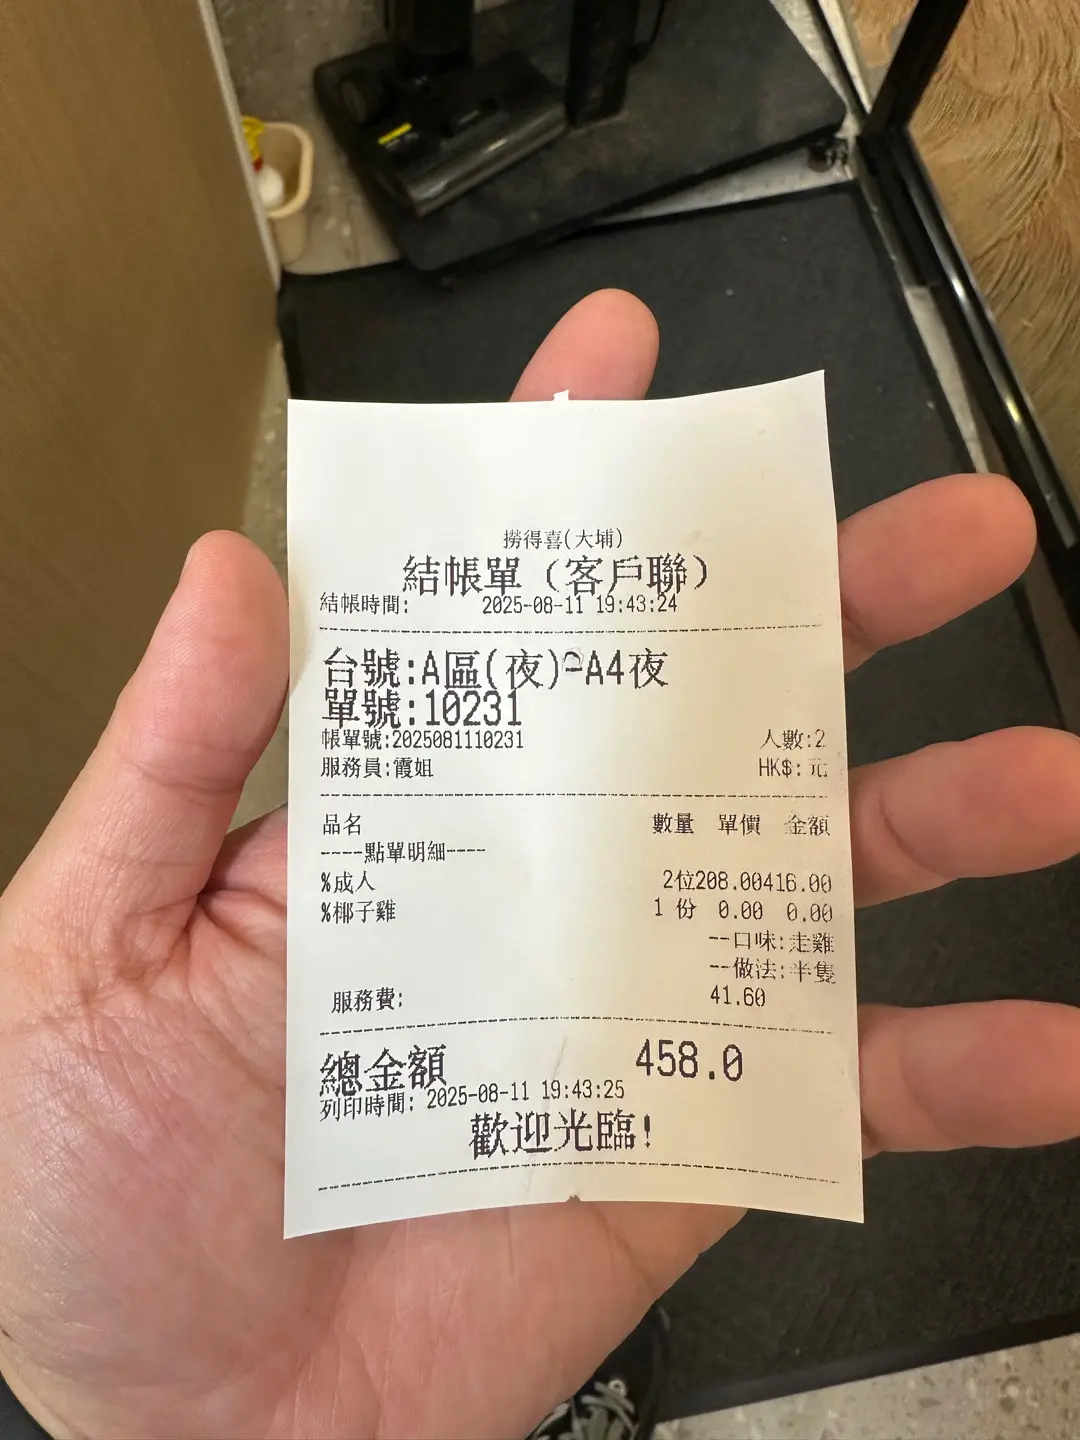 撈得喜(大埔)
結帳單（客戶聯）
結帳時間: 2025-08-11 19:43:24
台號:A區(夜)-A4夜
單號:10231
帳單號:2025081110231 人數:2
服務員:霞姐 HK$: 元
品名 數量 單價 金額
----點單明細----
%成人 2位208.00416.00
%椰子雞 1 份 0.00 0.00
--口味:走雞
--做法:半隻
服務費: 41.60
總金額 458.0
列印時間: 2025-08-11 19:43:25
歡迎光臨!